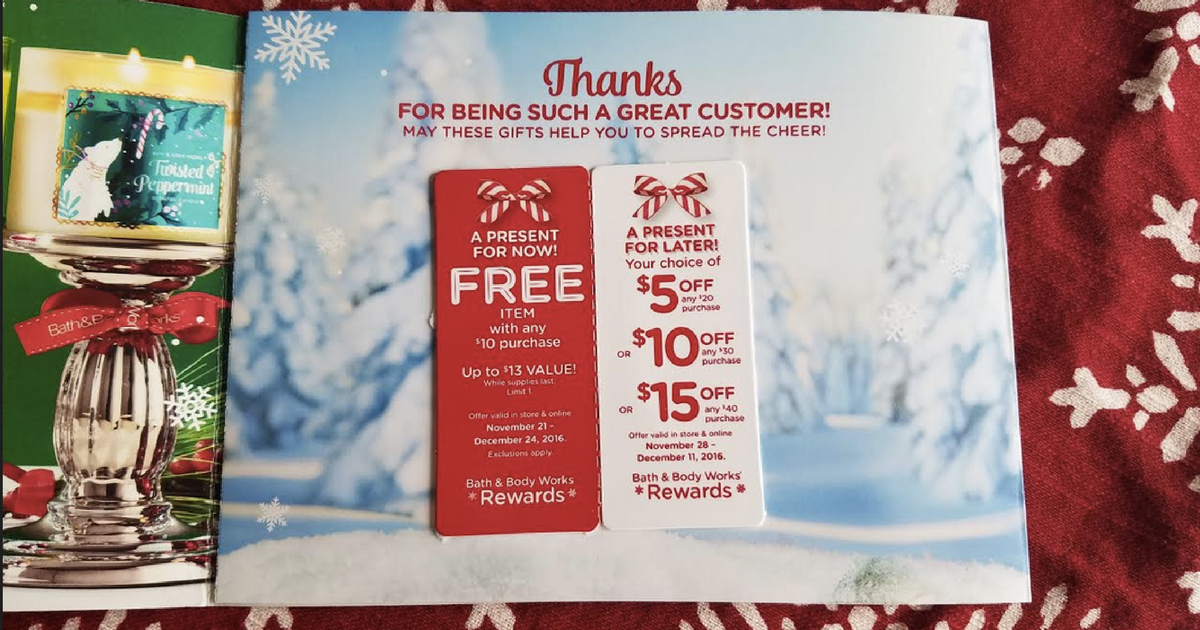 Twisted
Peppermint
Bath & B
Wor
rks
Thanks
FOR BEING SUCH A GREAT CUSTOMER!
MAY THESE GIFTS HELP YOU TO SPREAD THE CHEER!
A PRESENT
FOR NOW!
FREE
ITEM
with any
$10 purchase
Up to $13 VALUE!
While supplies last.
Limit 1.
Offer valid in store & online
November 21 –
December 24, 2016.
Exclusions apply.
Bath & Body Works
*Rewards*
A PRESENT
FOR LATER!
Your choice of
$5 OFF
any $20
purchase
OR $10 OFF
any $30
purchase
OR $15 OFF
any $40
purchase
Offer valid in store & online
November 28 –
December 11, 2016.
Bath & Body Works®
*Rewards*